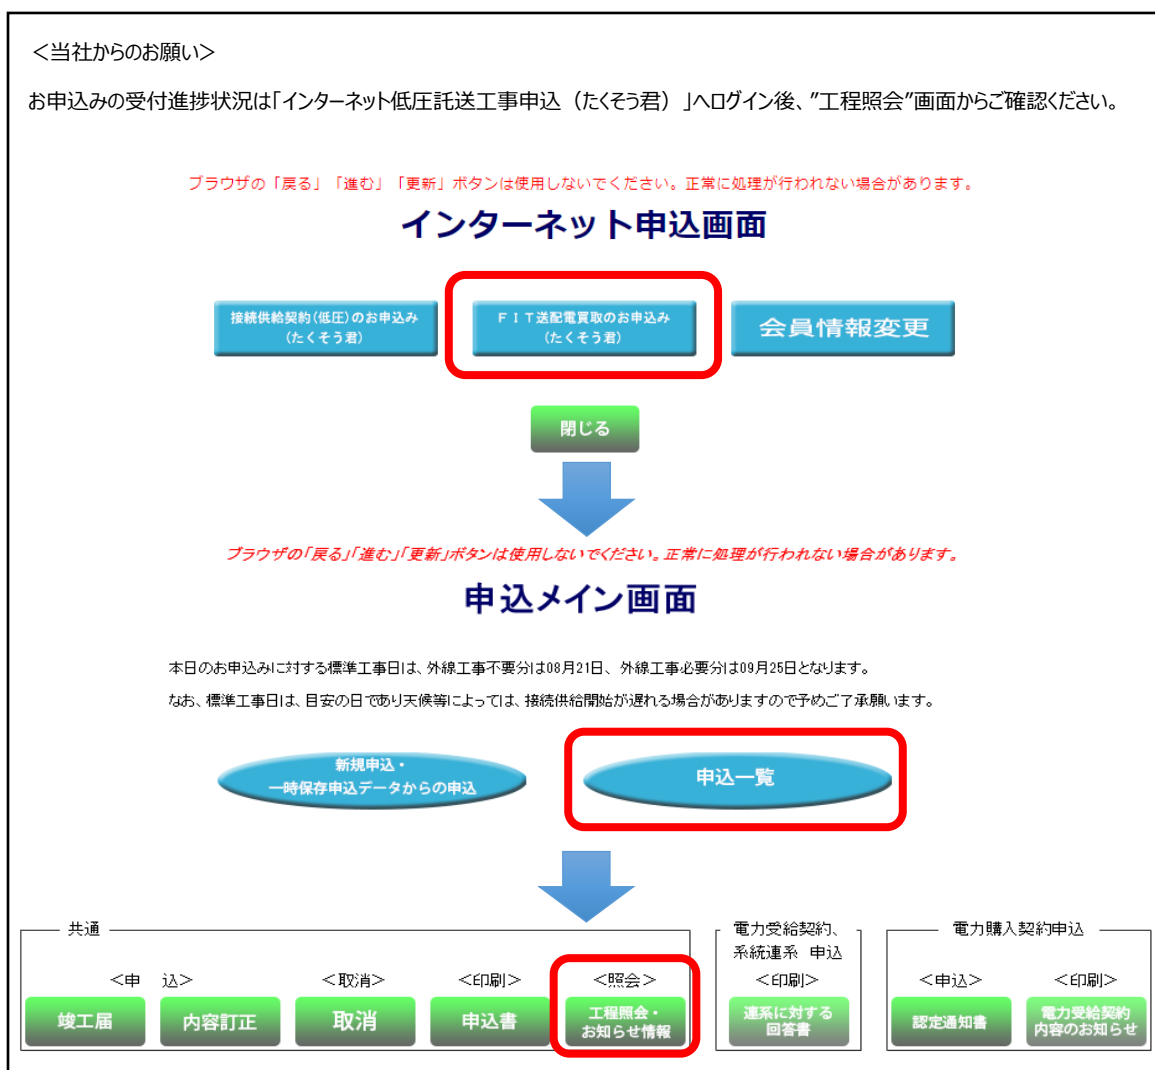 ＜当社からのお願い＞
お申込みの受付進捗状況は「インターネット低圧託送工事申込（たくそう君）」へログイン後、”工程照会”画面からご確認ください。
ブラウザの「戻る」「進む」「更新」ボタンは使用しないでください。正常に処理が行われない場合があります。
インターネット申込画面
接続供給契約(低圧)のお申込み
(たくそう君)
ＦＩＴ送配電買取のお申込み
(たくそう君)
会員情報変更
閉じる
ブラウザの「戻る」「進む」「更新」ボタンは使用しないでください。正常に処理が行われない場合があります。
申込メイン画面
本日のお申込みに対する標準工事日は、外線工事不要分は08月21日、外線工事必要分は09月25日となります。
なお、標準工事日は、目安の日であり天候等によっては、接続供給開始が遅れる場合がありますので予めご了承願います。
新規申込・
一時保存申込データからの申込
申込一覧
共通
＜申　込＞
＜取消＞
＜印刷＞
＜照会＞
竣工届
内容訂正
取消
申込書
工程照会・
お知らせ情報
電力受給契約、
系統連系 申込
＜印刷＞
連系に対する
回答書
電力購入契約申込
＜申込＞
＜印刷＞
認定通知書
電力受給契約
内容のお知らせ